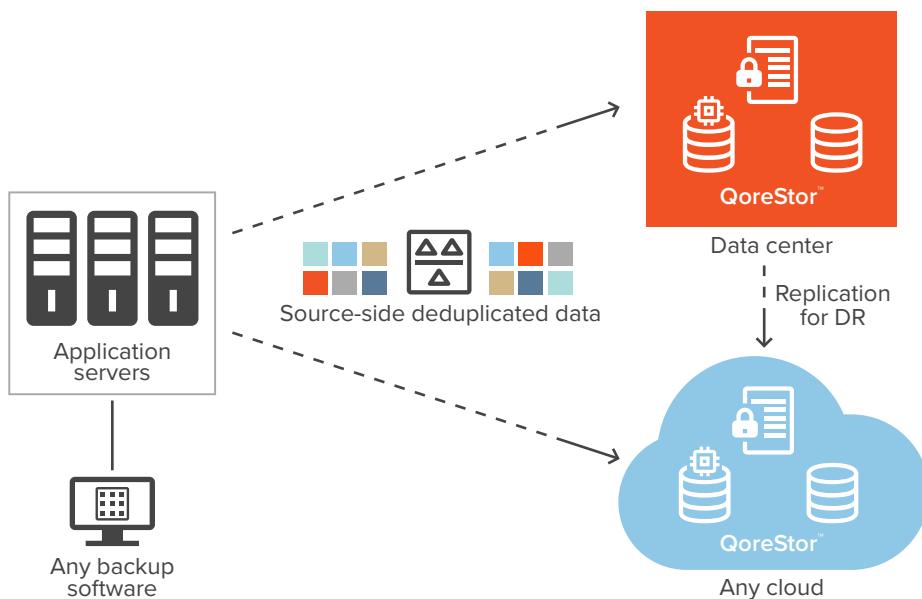 QoreStor™
Data center
Source-side deduplicated data
Replication
for DR
Application
servers
QoreStor™
Any backup
software
Any cloud